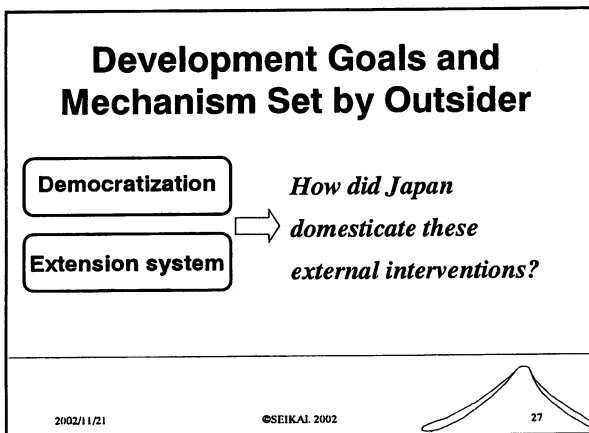 Development Goals and
Mechanism Set by Outsider
Democratization
Extension system
How did Japan
domesticate these
external interventions?
2002/11/21
©SEIKAI. 2002
27